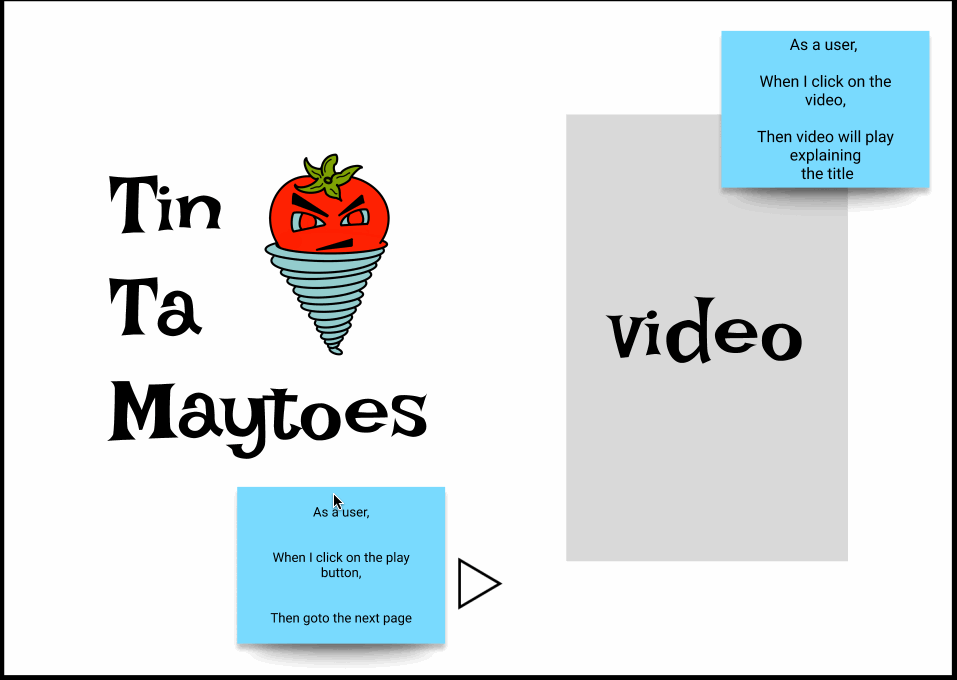 Tin
Ta
Maytoes
As a user,
When I click on the play
button,
Then goto the next page
video
As a user,
When I click on the
video,
Then video will play
explaining
the title